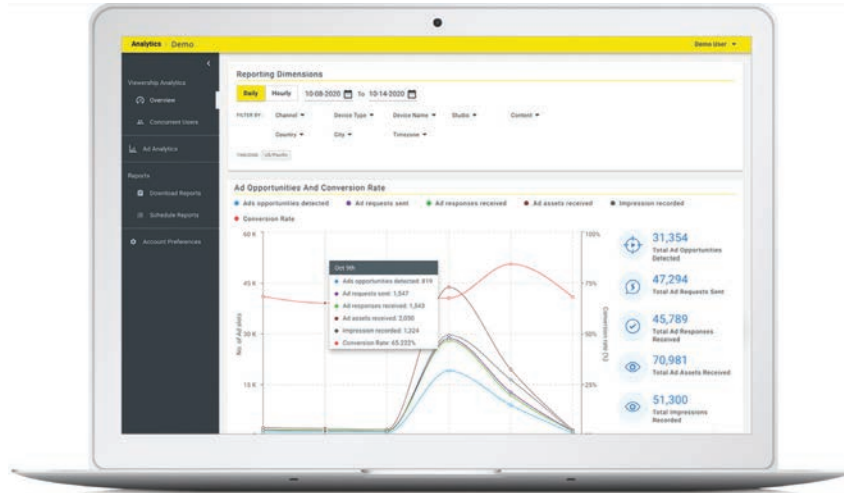 Analytics Demo
Demo User
Viewership Analytics
Overview
Concurrent Users
Ad Analytics
Reports
Download Reports
Schedule Reports
Account Preferences
Reporting Dimensions
Daily Hourly 10-08-2020 To 10-14-2020
FILTER BY: Channel Device Type Device Name Studio Content
Country City Timezone
TIMEZONE: US/Pacific
Ad Opportunities And Conversion Rate
Ads opportunities detected Ad requests sent Ad responses received Ad assets received Impression recorded
Conversion Rate
60 K
45 K
30 K
15 K
0
No. of Ad slots
Oct 9th
Ads opportunities detected: 819
Ad requests sent: 1,547
Ad responses received: 1,543
Ad assets received: 2,030
Impression recorded: 1,324
Conversion Rate: 65.222%
100%
75%
50%
25%
Conversion rate (%)
31,354
Total Ad Opportunities
Detected
47,294
Total Ad Requests Sent
45,789
Total Ad Responses
Received
70,981
Total Ad Assets Received
51,300
Total Impressions
Recorded